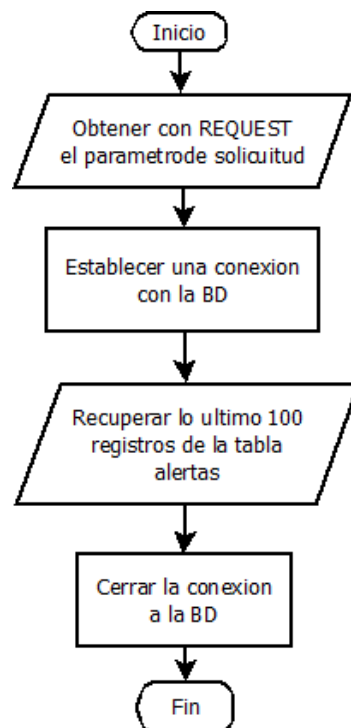 Inicio
Obtener con REQUEST
el parametrode solicuitud
Establecer una conexion
con la BD
Recuperar lo ultimo 100
registros de la tabla
alertas
Cerrar la conexion
a la BD
Fin